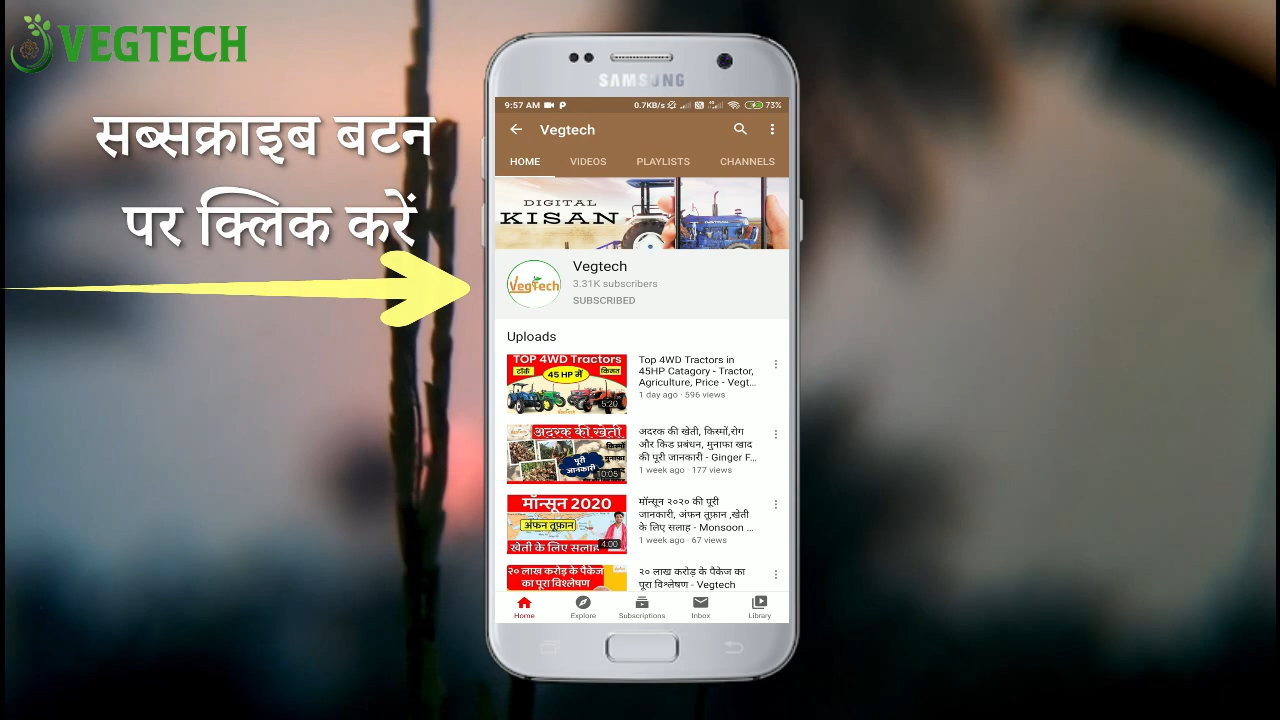 VEGTECH
सब्सक्राइब बटन
पर क्लिक करें
SAMSUNG
9:57 AM
0.7KB/s
73%
Vegtech
HOME VIDEOS PLAYLISTS CHANNELS
DIGITAL
KISAN
VegTech
Vegtech
3.31K subscribers
SUBSCRIBED
Uploads
TOP 4WD Tractors
टॉर्क
45 HP में
किंमत
5:20
Top 4WD Tractors in
45HP Catagory - Tractor,
Agriculture, Price - Vegt...
1 day ago · 596 views
अदरक की खेती
किस्मों
मुनाफा
पूरी
जानकारी
10:05
अदरक की खेती, किस्मों,रोग
और किड प्रबंधन, मुनाफा खाद
की पूरी जानकारी - Ginger F...
1 week ago · 177 views
मॉन्सून 2020
अंफन तूफ़ान
खेती के लिए सलाह
4:00
मॉन्सून २०२० की पूरी
जानकारी, अंफन तूफ़ान ,खेती
के लिए सलाह - Monsoon ...
1 week ago · 67 views
२० लाख करोड़ के पैकेज
का पूरा विश्लेषण
२० लाख करोड़ के पैकेज का
पूरा विश्लेषण - Vegtech
Home Explore Subscriptions Inbox Library